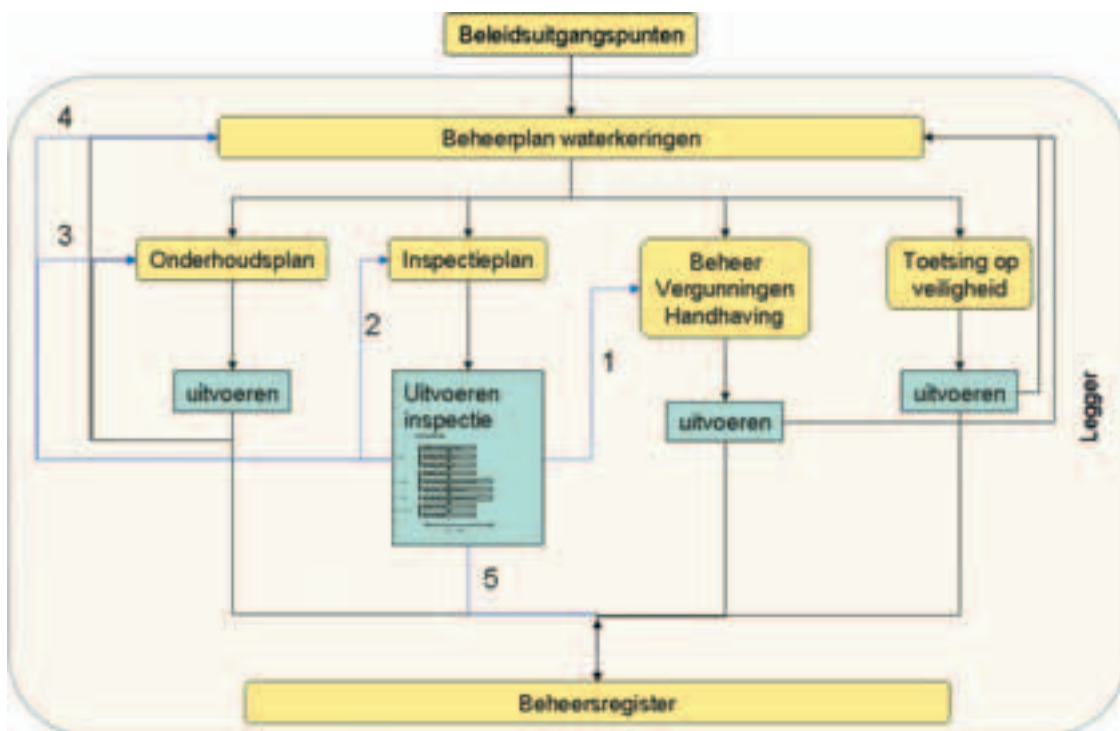 Beleidsuitgangspunten
4
Beheerplan waterkeringen
3
Onderhoudsplan
Inspectieplan
Beheer
Vergunningen
Handhaving
Toetsing op
veiligheid
2
1
uitvoeren
Uitvoeren
inspectie
uitvoeren
uitvoeren
Legger
5
Beheersregister